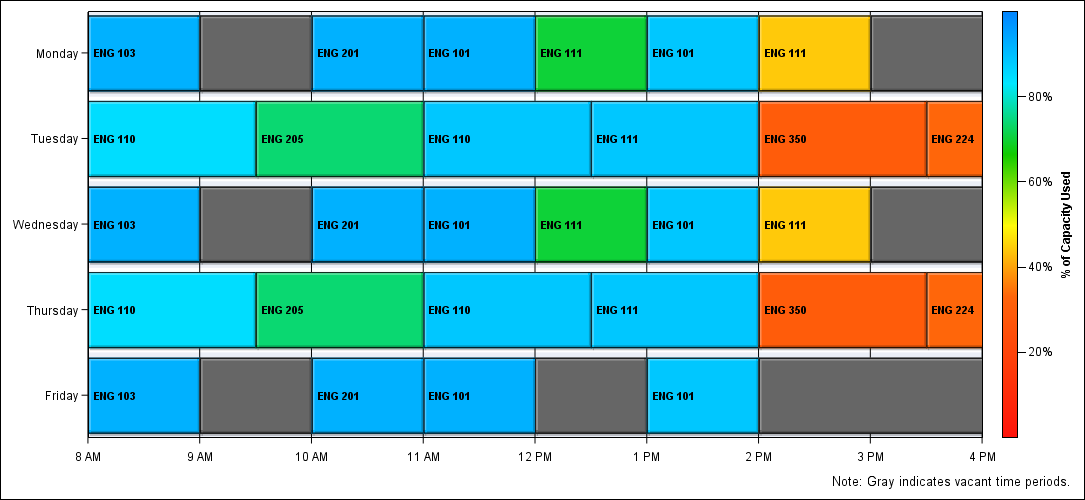 Monday
ENG 103
ENG 201
ENG 101
ENG 111
ENG 101
ENG 111
Tuesday
ENG 110
ENG 205
ENG 110
ENG 111
ENG 350
ENG 224
Wednesday
ENG 103
ENG 201
ENG 101
ENG 111
ENG 101
ENG 111
Thursday
ENG 110
ENG 205
ENG 110
ENG 111
ENG 350
ENG 224
Friday
ENG 103
ENG 201
ENG 101
ENG 101
8 AM
9 AM
10 AM
11 AM
12 PM
1 PM
2 PM
3 PM
4 PM
80%
60%
40%
20%
% of Capacity Used
Note: Gray indicates vacant time periods.